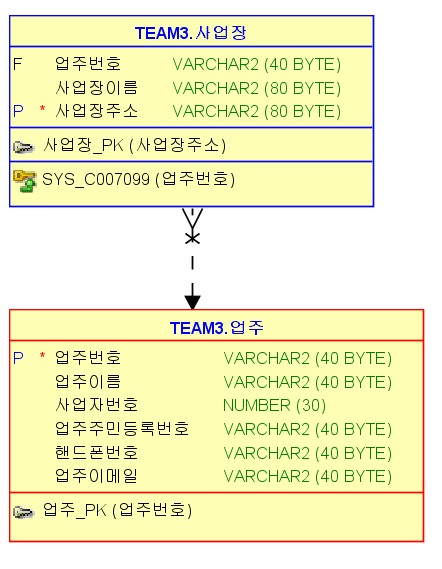 TEAM3.사업장
F 업주번호 VARCHAR2 (40 BYTE)
사업장이름 VARCHAR2 (80 BYTE)
P * 사업장주소 VARCHAR2 (80 BYTE)
사업장_PK (사업장주소)
SYS_C007099 (업주번호)
TEAM3.업주
P * 업주번호 VARCHAR2 (40 BYTE)
업주이름 VARCHAR2 (40 BYTE)
사업자번호 NUMBER (30)
업주주민등록번호 VARCHAR2 (40 BYTE)
핸드폰번호 VARCHAR2 (40 BYTE)
업주이메일 VARCHAR2 (40 BYTE)
업주_PK (업주번호)